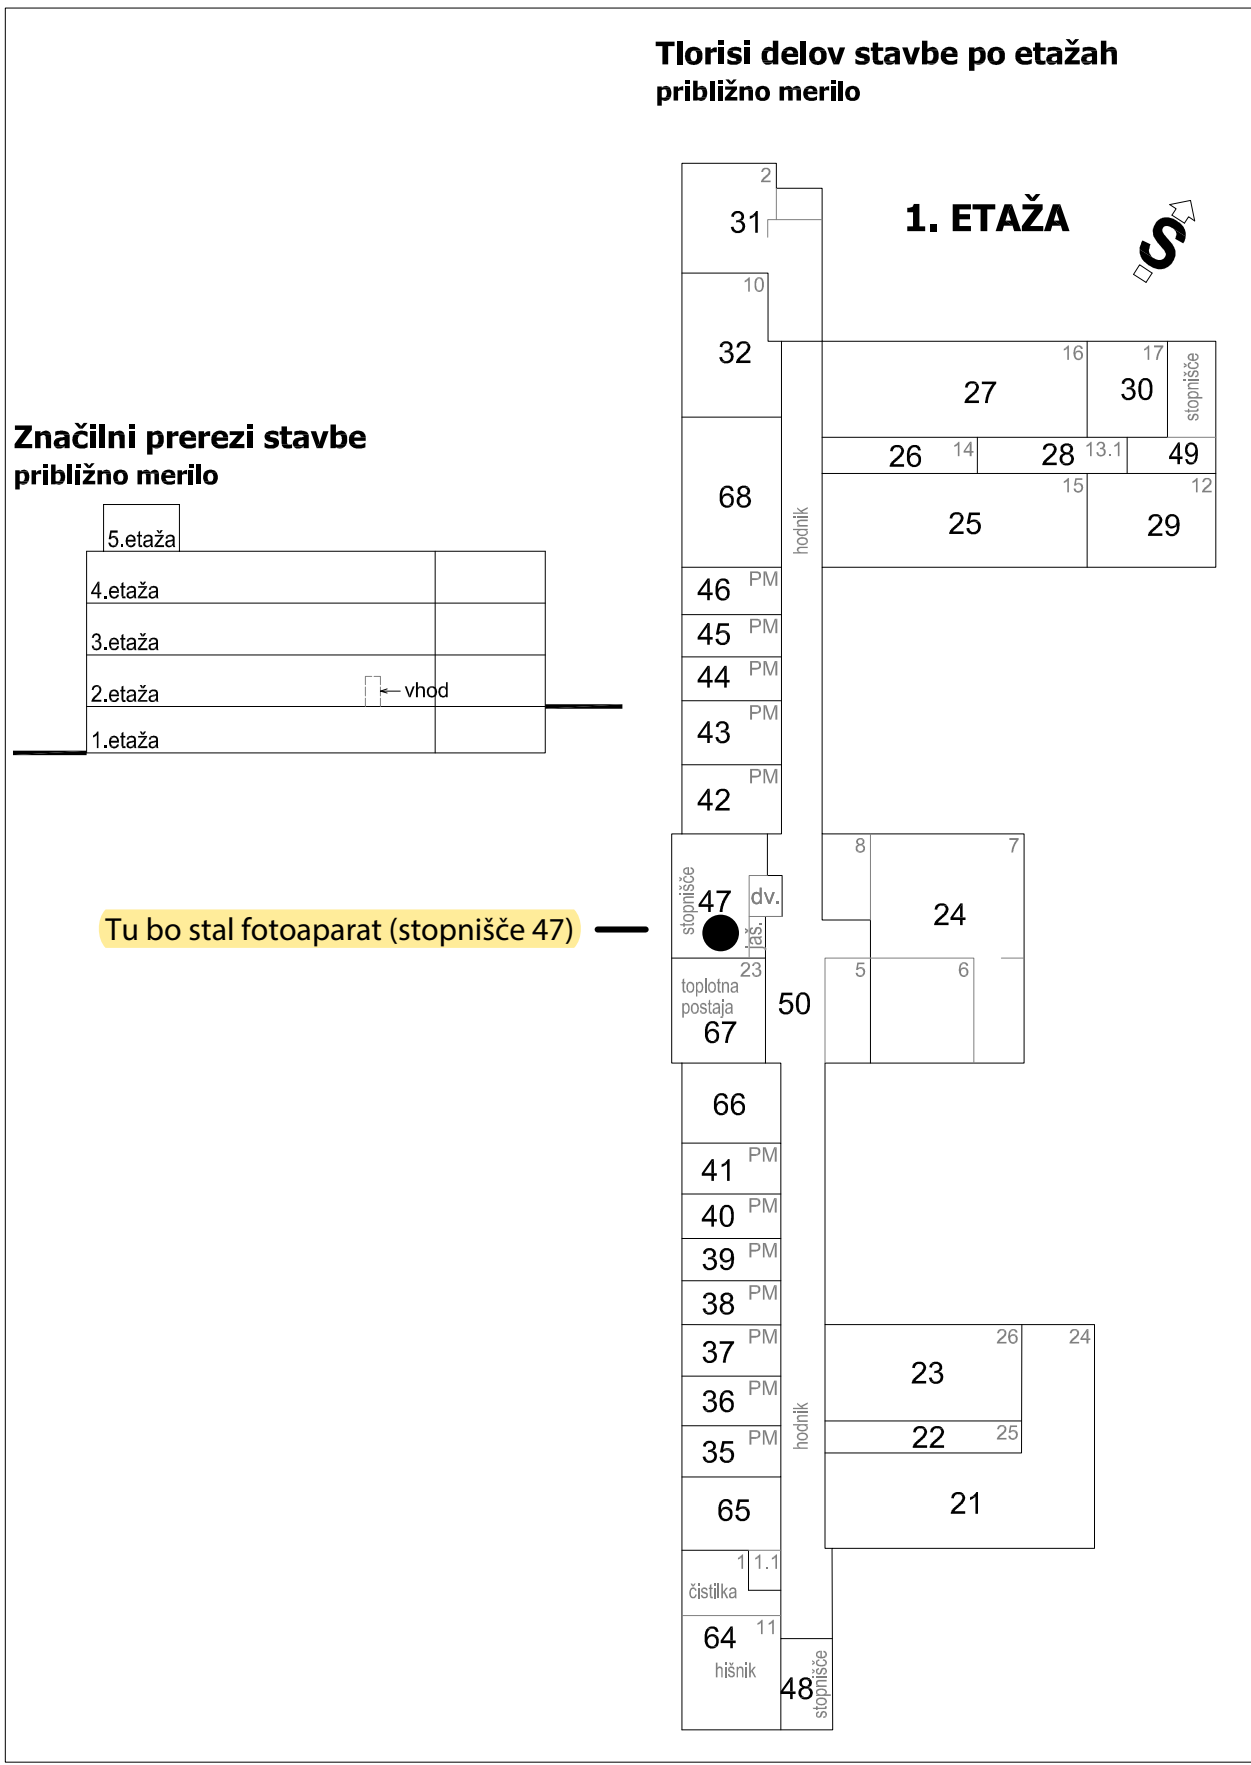 Tlorisi delov stavbe po etažah
približno merilo
1. ETAŽA
S
2
31
10
32
16
27
17
30
stopnišče
26
14
28
13.1
49
68
hodnik
15
25
12
29
Značilni prerezi stavbe
približno merilo
5.etaža
4.etaža
3.etaža
2.etaža
vhod
1.etaža
46 PM
45 PM
44 PM
43 PM
42 PM
stopnišče
47
dv.
jaš.
8
7
24
Tu bo stal fotoaparat (stopnišče 47)
23
toplotna
postaja
67
50
5
6
66
41 PM
40 PM
39 PM
38 PM
37 PM
36 PM
35 PM
hodnik
26
24
23
22
25
21
65
1
1.1
čistilka
11
64
hišnik
48
stopnišče